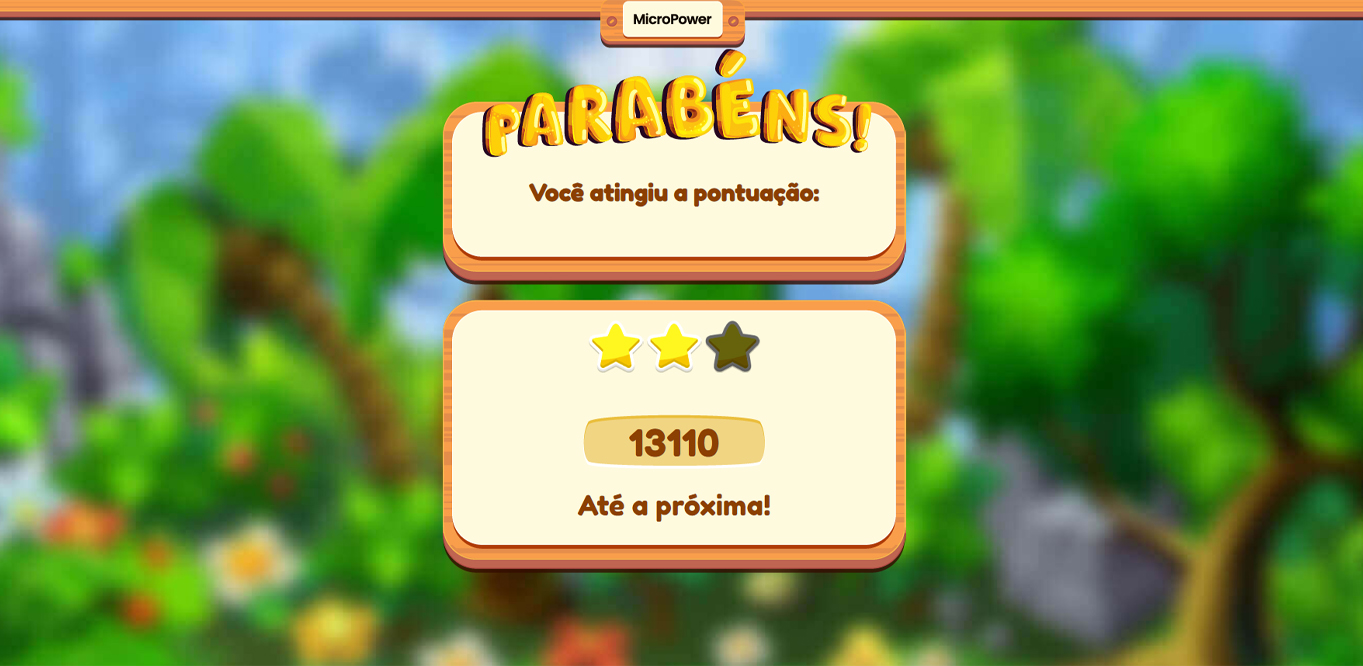 MicroPower
PARABÉNS!
Você atingiu a pontuação:
13110
Até a próxima!